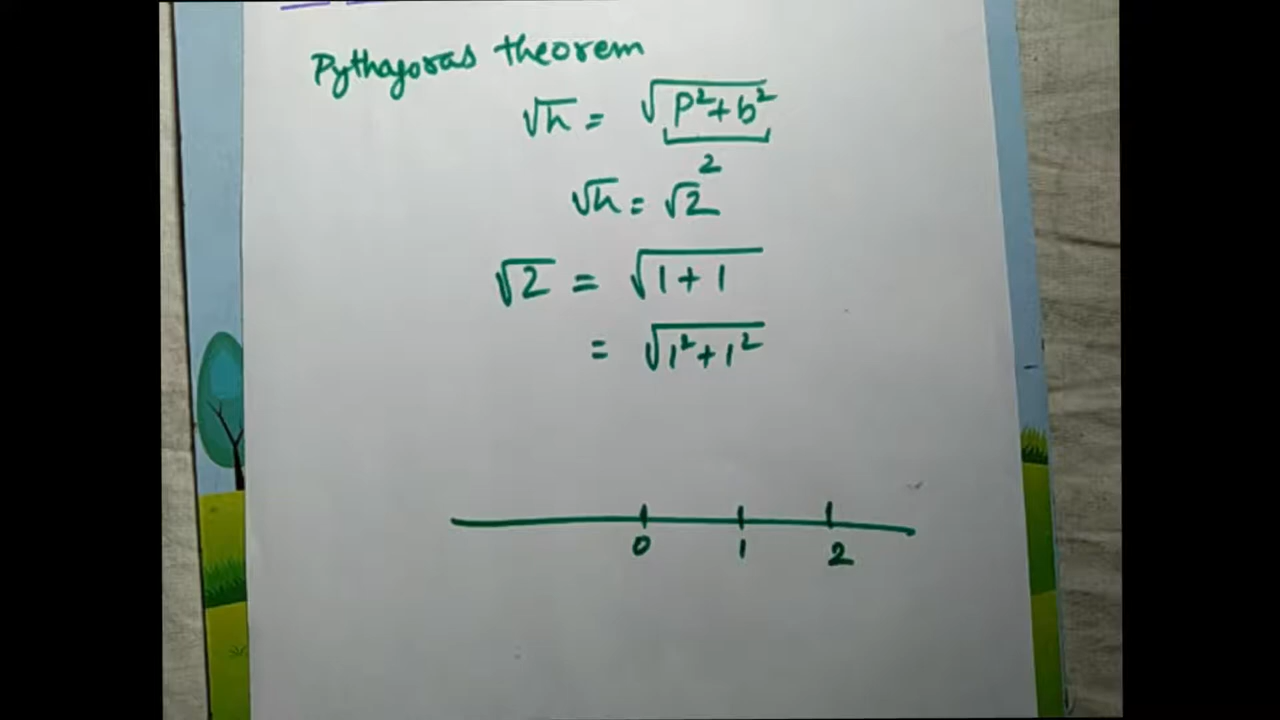 Pythagoras theorem
√h = √p²+b²
2
√h = √2
√2 = √1+1
= √1²+1²
0 1 2